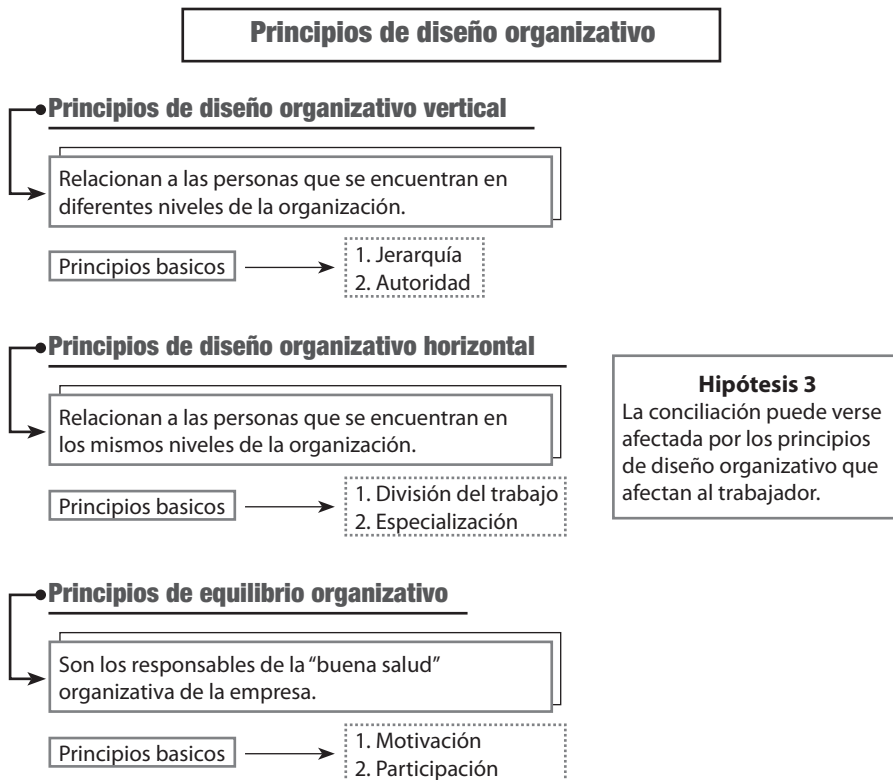 Principios de diseño organizativo
Principios de diseño organizativo vertical
Relacionan a las personas que se encuentran en
diferentes niveles de la organización.
Principios basicos
1. Jerarquía
2. Autoridad
Principios de diseño organizativo horizontal
Relacionan a las personas que se encuentran en
los mismos niveles de la organización.
Principios basicos
1. División del trabajo
2. Especialización
Hipótesis 3
La conciliación puede verse
afectada por los principios
de diseño organizativo que
afectan al trabajador.
Principios de equilibrio organizativo
Son los responsables de la “buena salud”
organizativa de la empresa.
Principios basicos
1. Motivación
2. Participación